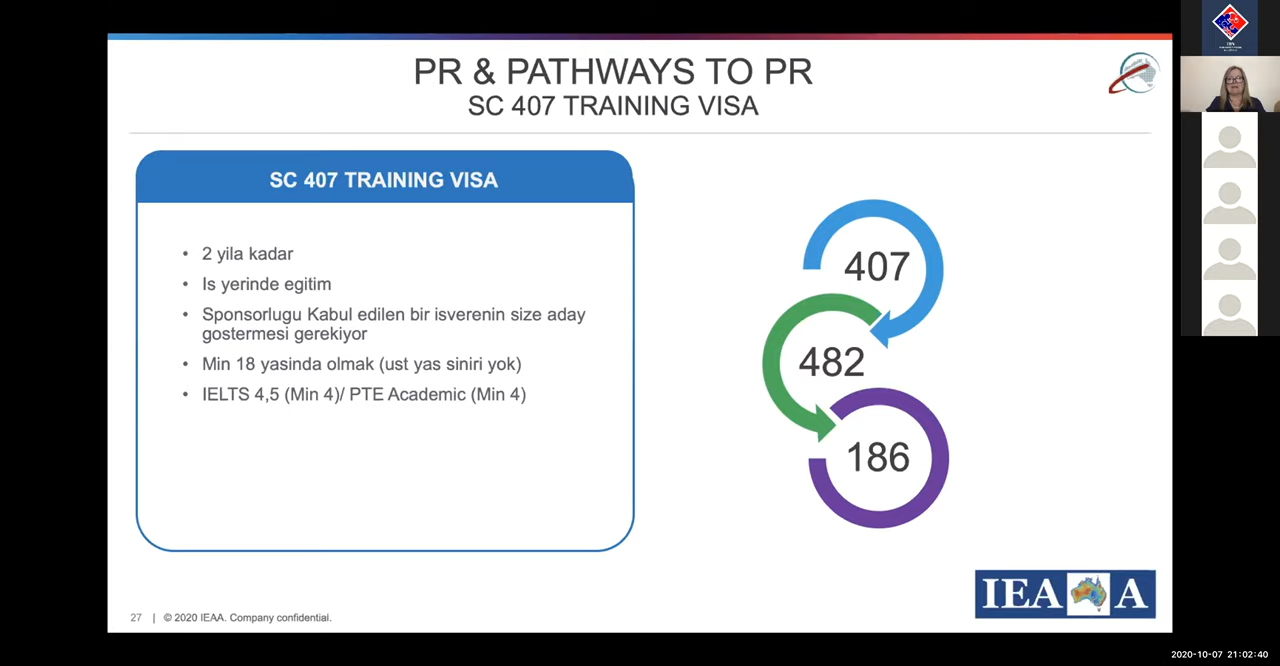 PR & PATHWAYS TO PR
SC 407 TRAINING VISA
SC 407 TRAINING VISA
• 2 yila kadar
• Is yerinde egitim
• Sponsorlugu Kabul edilen bir isverenin size aday
gostermesi gerekiyor
• Min 18 yasinda olmak (ust yas siniri yok)
• IELTS 4,5 (Min 4)/ PTE Academic (Min 4)
407
482
186
IEAA
27 | © 2020 IEAA. Company confidential.
2020-10-07 21:02:40